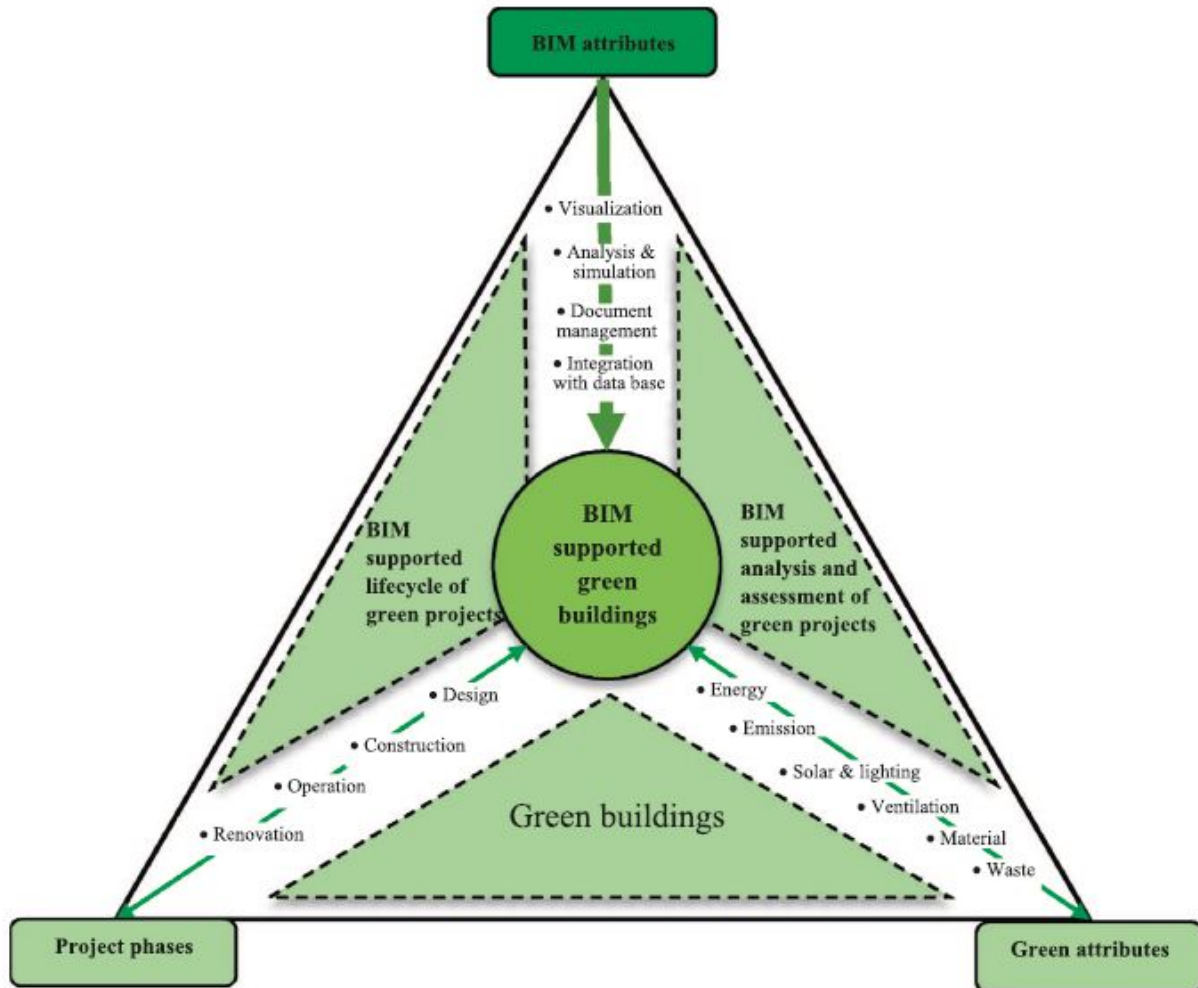 BIM attributes
• Visualization
• Analysis &
simulation
• Document
management
• Integration
with data base
BIM
supported
lifecycle of
green projects
BIM
supported
green
buildings
BIM
supported
analysis and
assessment of
green projects
• Design
• Construction
• Operation
• Renovation
• Energy
• Emission
• Solar & lighting
• Ventilation
• Material
• Waste
Green buildings
Project phases
Green attributes